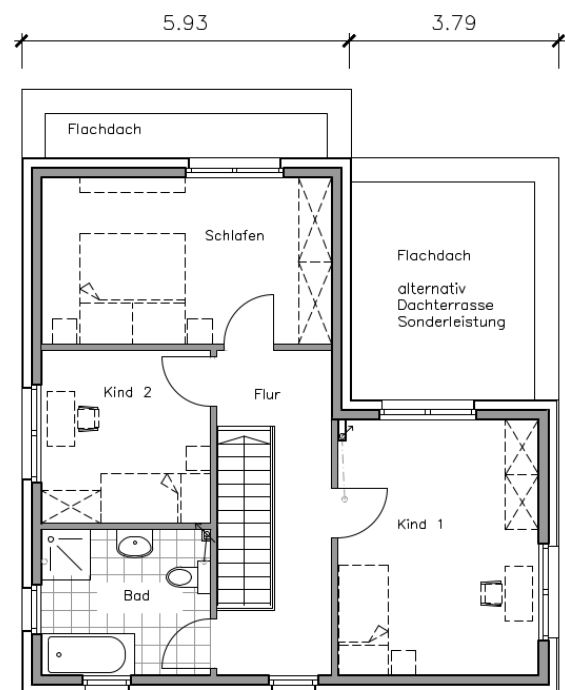 5.93
3.79
Flachdach
Schlafen
Flachdach
alternativ
Dachterrasse
Sonderleistung
Kind 2
Flur
Kind 1
Bad